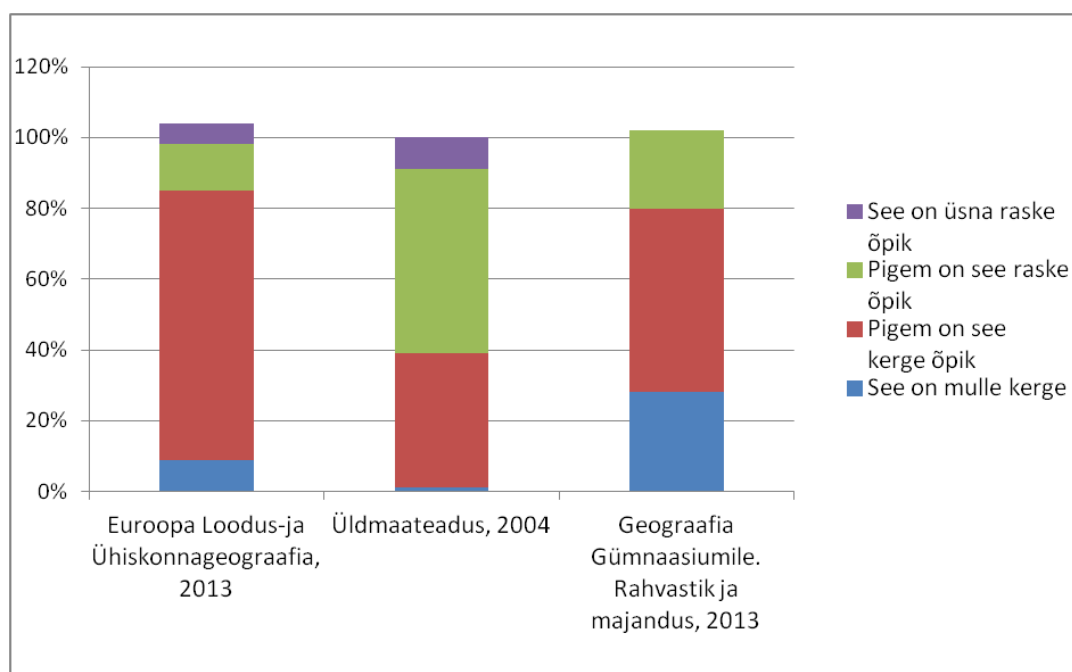 120%
100%
80%
60%
40%
20%
0%
Euroopa Loodus-ja
Ühiskonnageograafia,
2013
Üldmaateadus, 2004
Geograafia
Gümnaasiumile.
Rahvastik ja
majandus, 2013
See on üsna raske
õpik
Pigem on see raske
õpik
Pigem on see
kerge õpik
See on mulle kerge